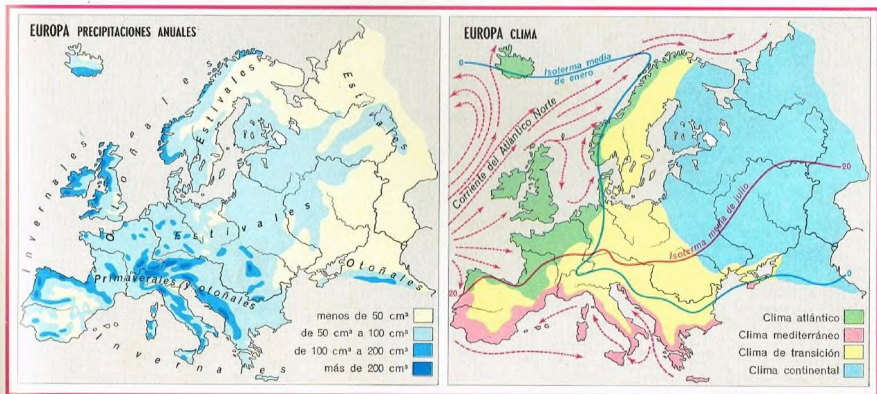 EUROPA PRECIPITACIONES ANUALES
Invernales
Otoñales
Estivales
Estivales
Estivales
Otoñales
Primaverales y otoñales
Invernales
menos de 50 cm³
de 50 cm³ a 100 cm³
de 100 cm³ a 200 cm³
más de 200 cm³
EUROPA CLIMA
0
Isoterma media
de enero
Corriente del Atlántico Norte
20
Isoterma media de julio
20
0
Clima atlántico
Clima mediterráneo
Clima de transición
Clima continental